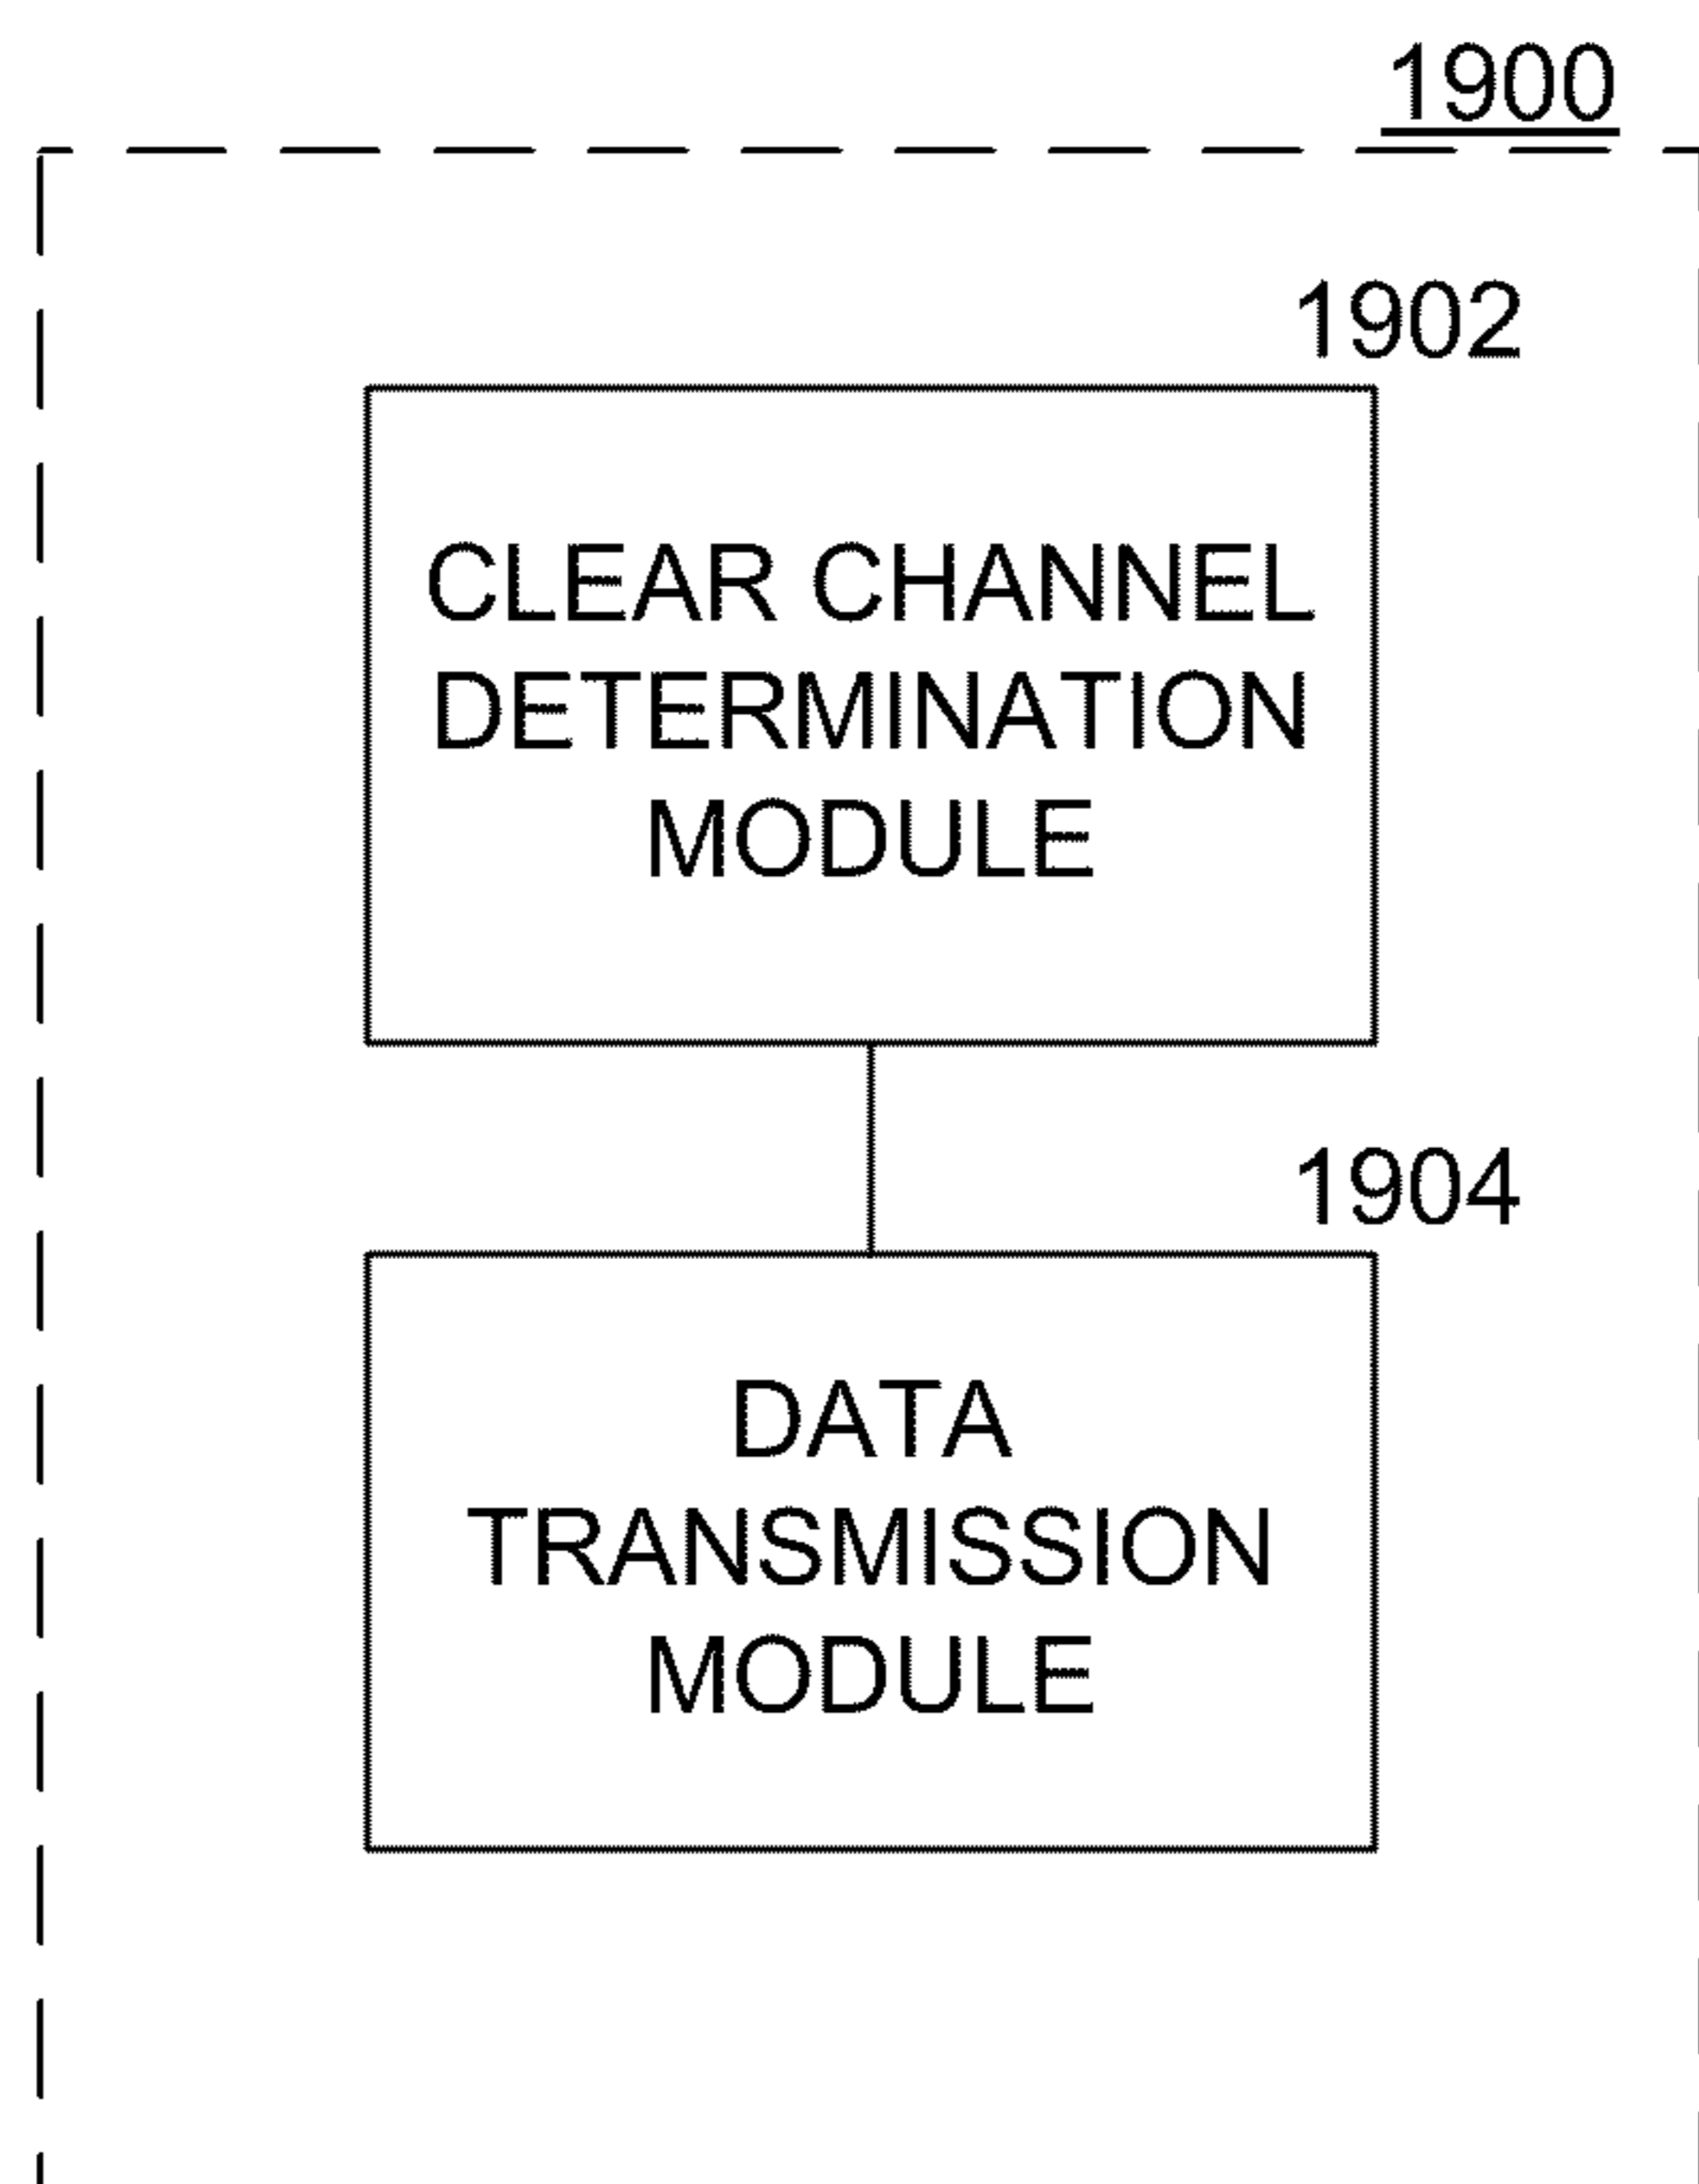 1900
1902
CLEAR CHANNEL
DETERMINATION
MODULE
1904
DATA
TRANSMISSION
MODULE